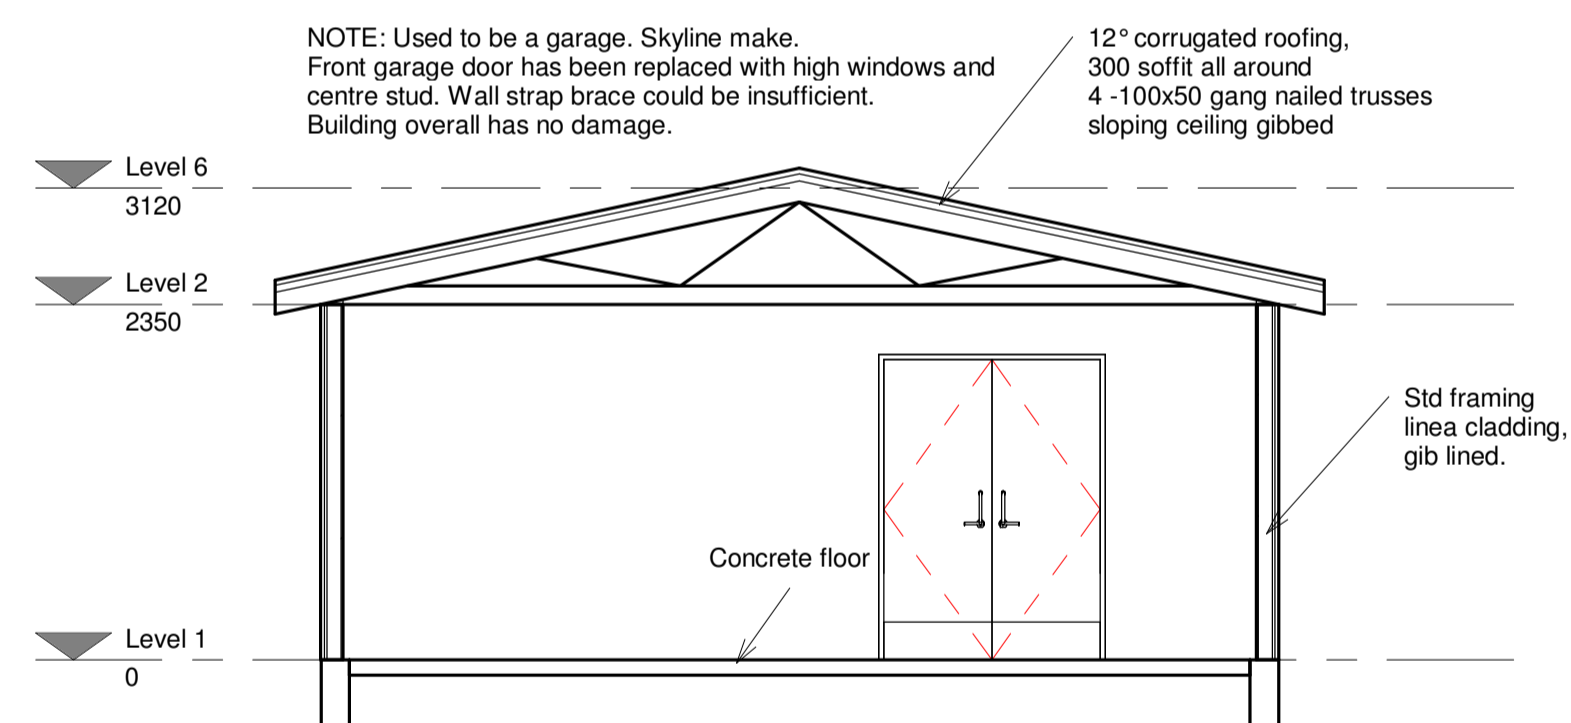 NOTE: Used to be a garage. Skyline make.
Front garage door has been replaced with high windows and
centre stud. Wall strap brace could be insufficient.
Building overall has no damage.
12° corrugated roofing,
300 soffit all around
4 -100x50 gang nailed trusses
sloping ceiling gibbed
Level 6
3120
Level 2
2350
Std framing
linea cladding,
gib lined.
Concrete floor
Level 1
0